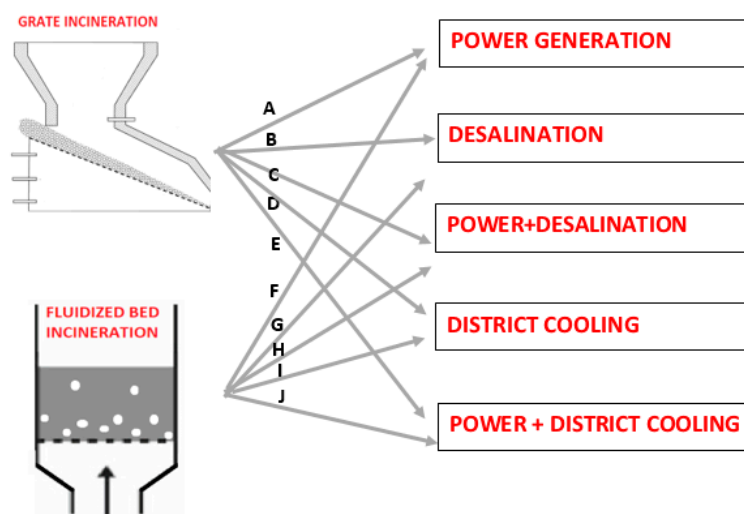 GRATE INCINERATION
POWER GENERATION
A
B
DESALINATION
C
D
POWER+DESALINATION
E
F
FLUIDIZED BED
INCINERATION
G
DISTRICT COOLING
H
I
J
POWER + DISTRICT COOLING